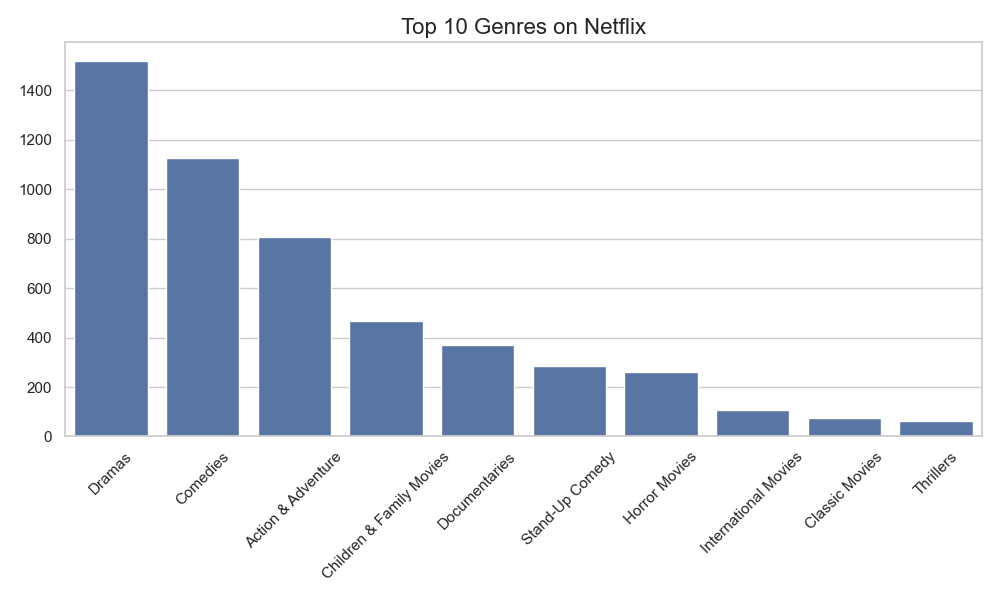 Top 10 Genres on Netflix
1400
1200
1000
800
600
400
200
0
Dramas
Comedies
Action & Adventure
Children & Family Movies
Documentaries
Stand-Up Comedy
Horror Movies
International Movies
Classic Movies
Thrillers